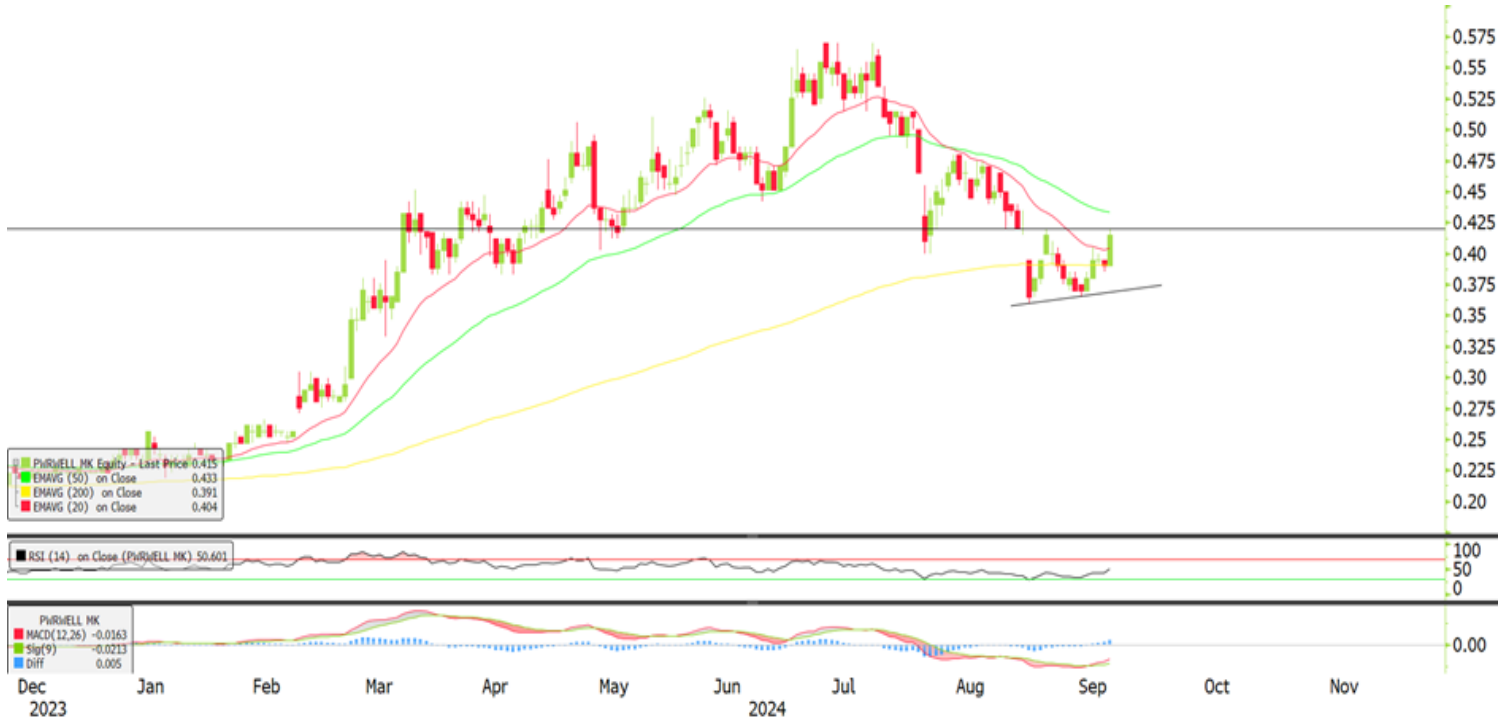 0.575
0.55
0.525
0.50
0.475
0.45
0.425
0.40
0.375
0.35
0.325
0.30
0.275
0.25
0.225
0.20
PWRWELL MK Equity - Last Price 0.415
EMAVG (50) on Close 0.433
EMAVG (200) on Close 0.391
EMAVG (20) on Close 0.404
RSI (14) on Close (PWRWELL MK) 50.601
100
50
0
PWRWELL MK
MACD(12,26) -0.0163
Sig(9) -0.0213
Diff 0.005
0.00
Dec Jan Feb Mar Apr May Jun Jul Aug Sep Oct Nov
2023 2024